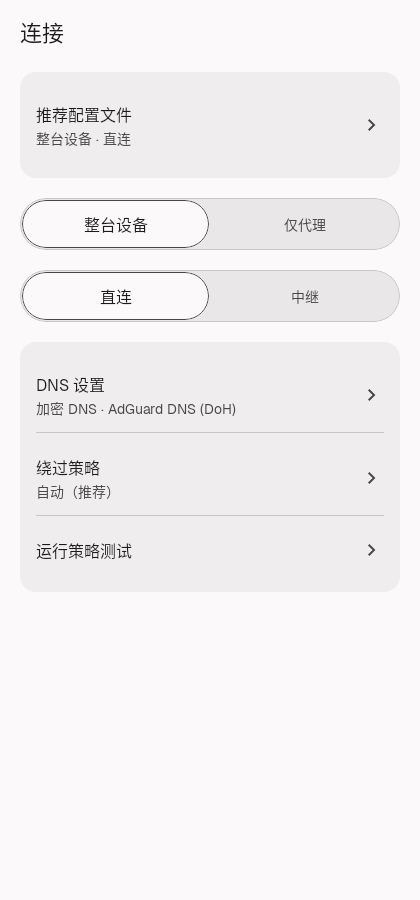 连接
推荐配置文件
整台设备 · 直连
整台设备
仅代理
直连
中继
DNS 设置
加密 DNS · AdGuard DNS (DoH)
绕过策略
自动（推荐）
运行策略测试